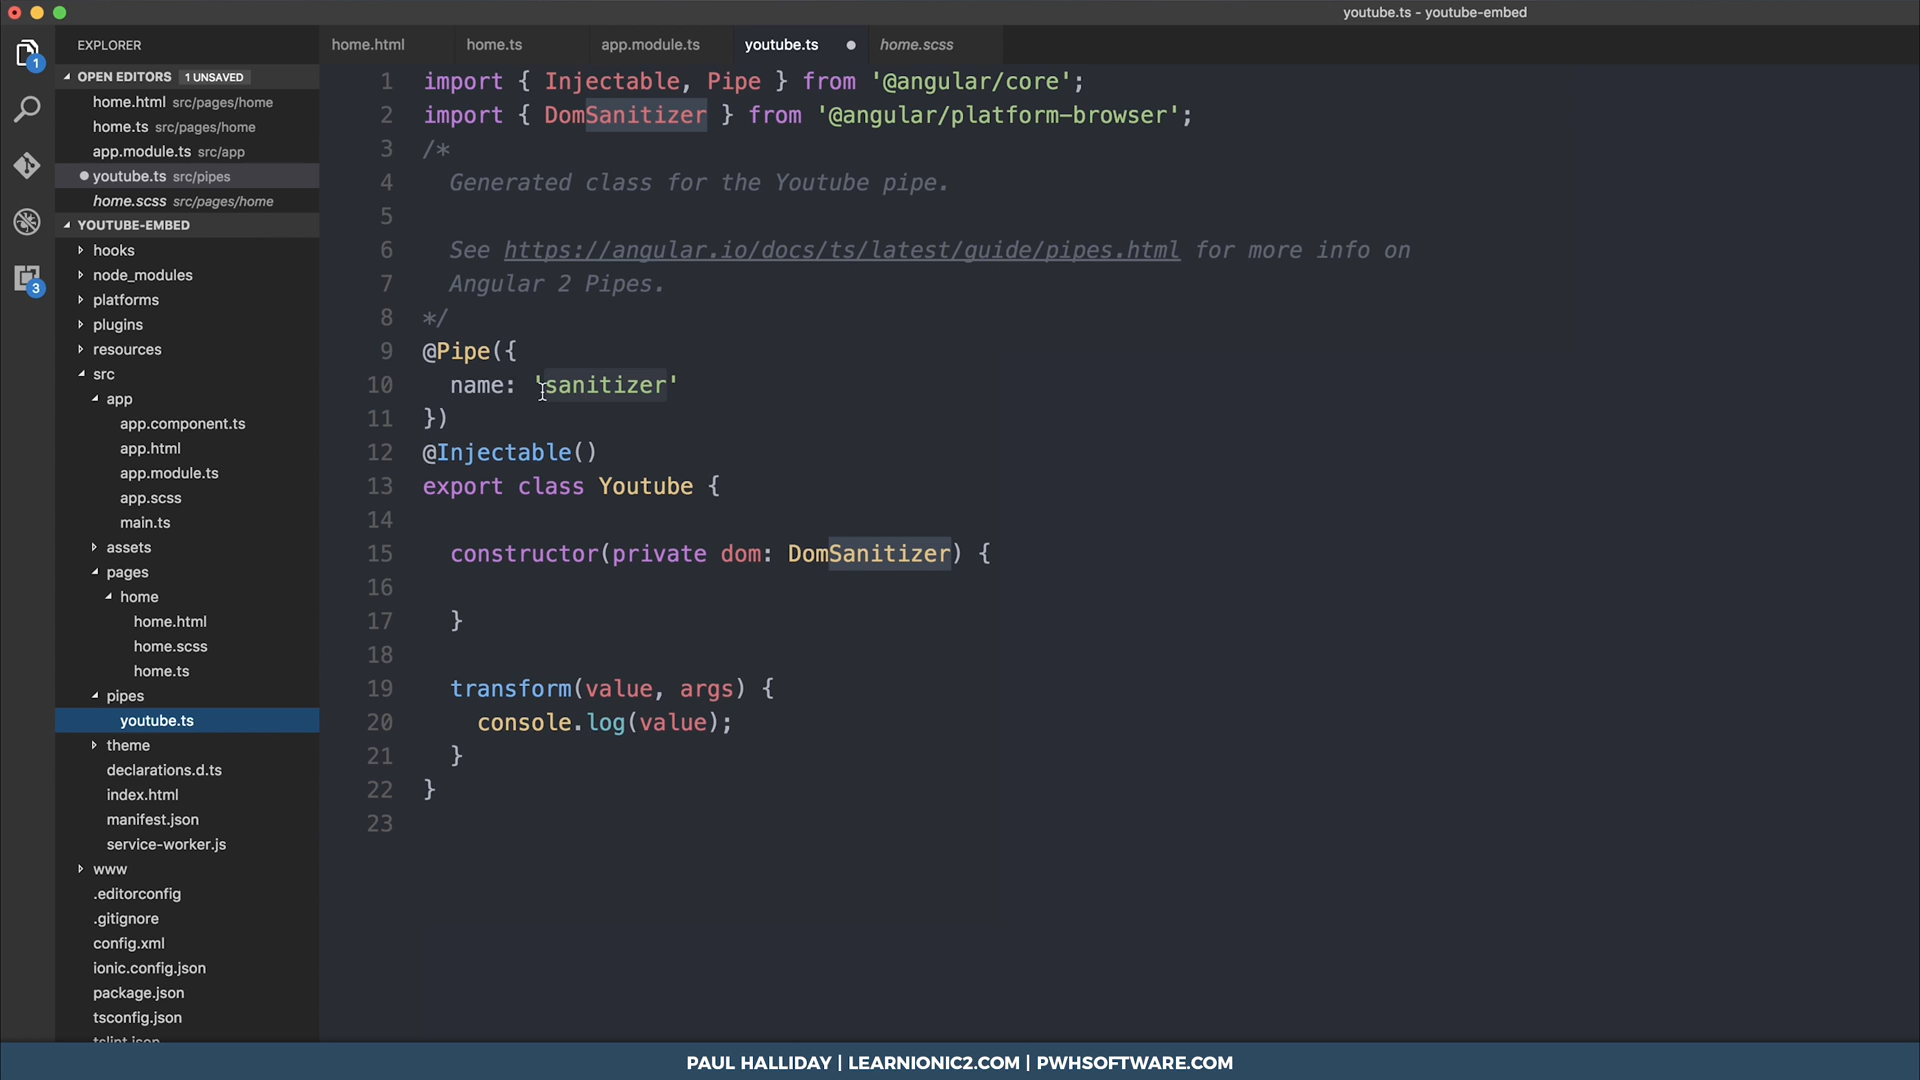 youtube.ts - youtube-embed
EXPLORER
OPEN EDITORS 1 UNSAVED
home.html src/pages/home
home.ts src/pages/home
app.module.ts src/app
youtube.ts src/pipes
home.scss src/pages/home
YOUTUBE-EMBED
hooks
node_modules
platforms
plugins
resources
src
app
app.component.ts
app.html
app.module.ts
app.scss
main.ts
assets
pages
home
home.html
home.scss
home.ts
pipes
youtube.ts
theme
declarations.d.ts
index.html
manifest.json
service-worker.js
www
.editorconfig
.gitignore
config.xml
ionic.config.json
package.json
tsconfig.json
tslint.json
1
3
home.html home.ts app.module.ts youtube.ts home.scss
1 import { Injectable, Pipe } from '@angular/core';
2 import { DomSanitizer } from '@angular/platform-browser';
3 /*
4 Generated class for the Youtube pipe.
5
6 See https://angular.io/docs/ts/latest/guide/pipes.html for more info on
7 Angular 2 Pipes.
8 */
9 @Pipe({
10 name: 'sanitizer'
11 })
12 @Injectable()
13 export class Youtube {
14
15 constructor(private dom: DomSanitizer) {
16
17 }
18
19 transform(value, args) {
20 console.log(value);
21 }
22 }
23
PAUL HALLIDAY | LEARNIONIC2.COM | PWHSOFTWARE.COM